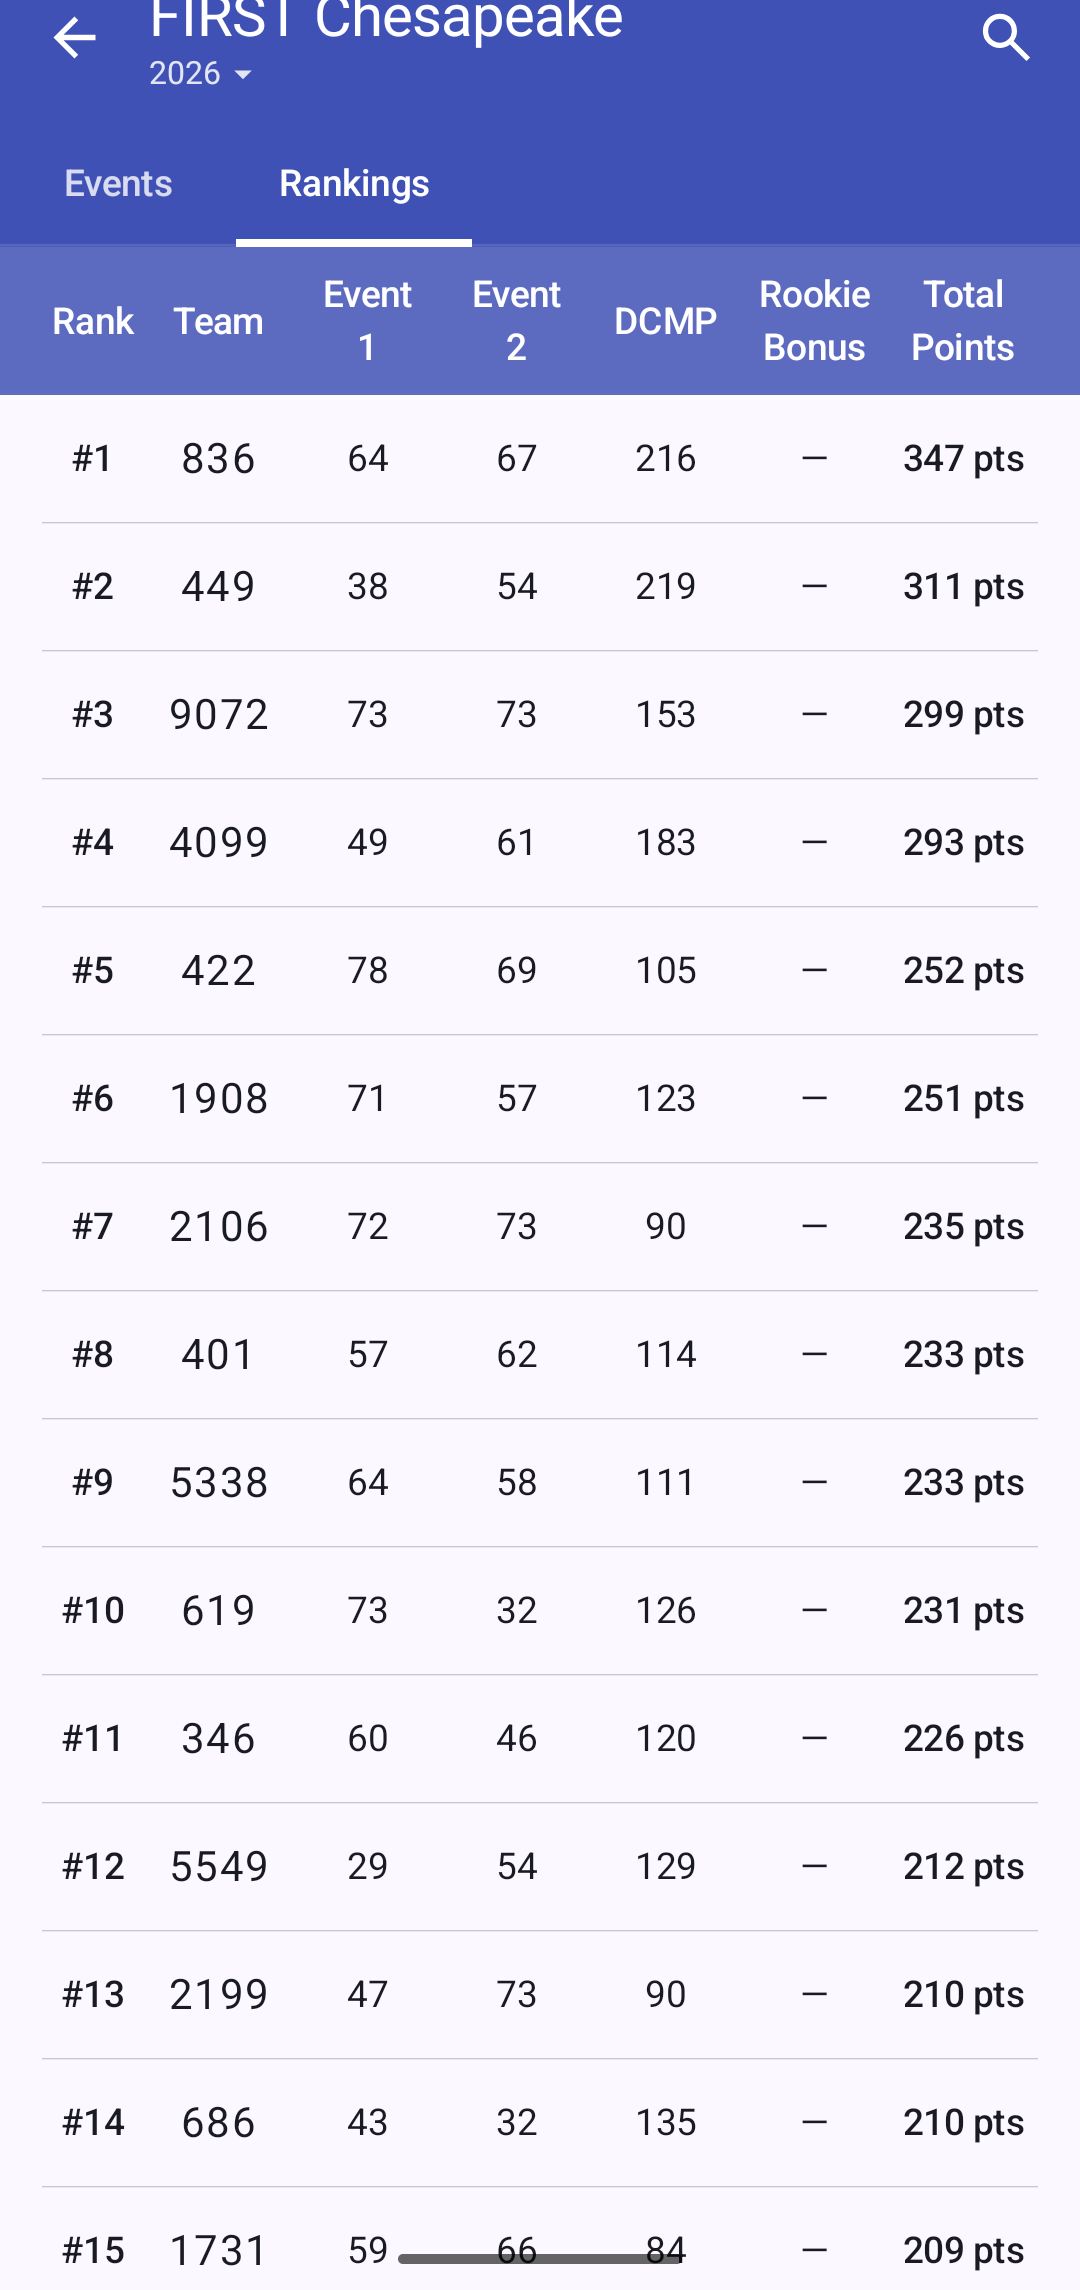 FIRST Chesapeake
2026
Events Rankings
Rank Team Event 1 Event 2 DCMP Rookie Bonus Total Points
#1 836 64 67 216 — 347 pts
#2 449 38 54 219 — 311 pts
#3 9072 73 73 153 — 299 pts
#4 4099 49 61 183 — 293 pts
#5 422 78 69 105 — 252 pts
#6 1908 71 57 123 — 251 pts
#7 2106 72 73 90 — 235 pts
#8 401 57 62 114 — 233 pts
#9 5338 64 58 111 — 233 pts
#10 619 73 32 126 — 231 pts
#11 346 60 46 120 — 226 pts
#12 5549 29 54 129 — 212 pts
#13 2199 47 73 90 — 210 pts
#14 686 43 32 135 — 210 pts
#15 1731 59 66 84 — 209 pts